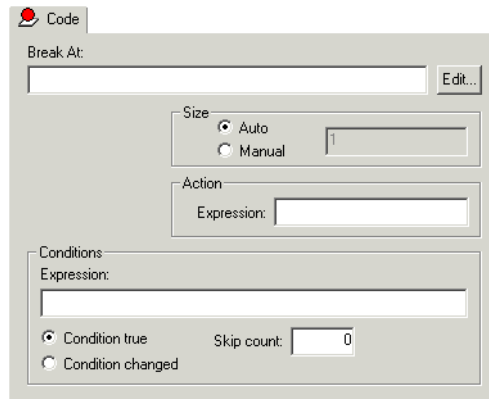 Code
Break At:
Edit...
Size
Auto
Manual
1
Action
Expression:
Conditions
Expression:
Condition true
Skip count:
0
Condition changed